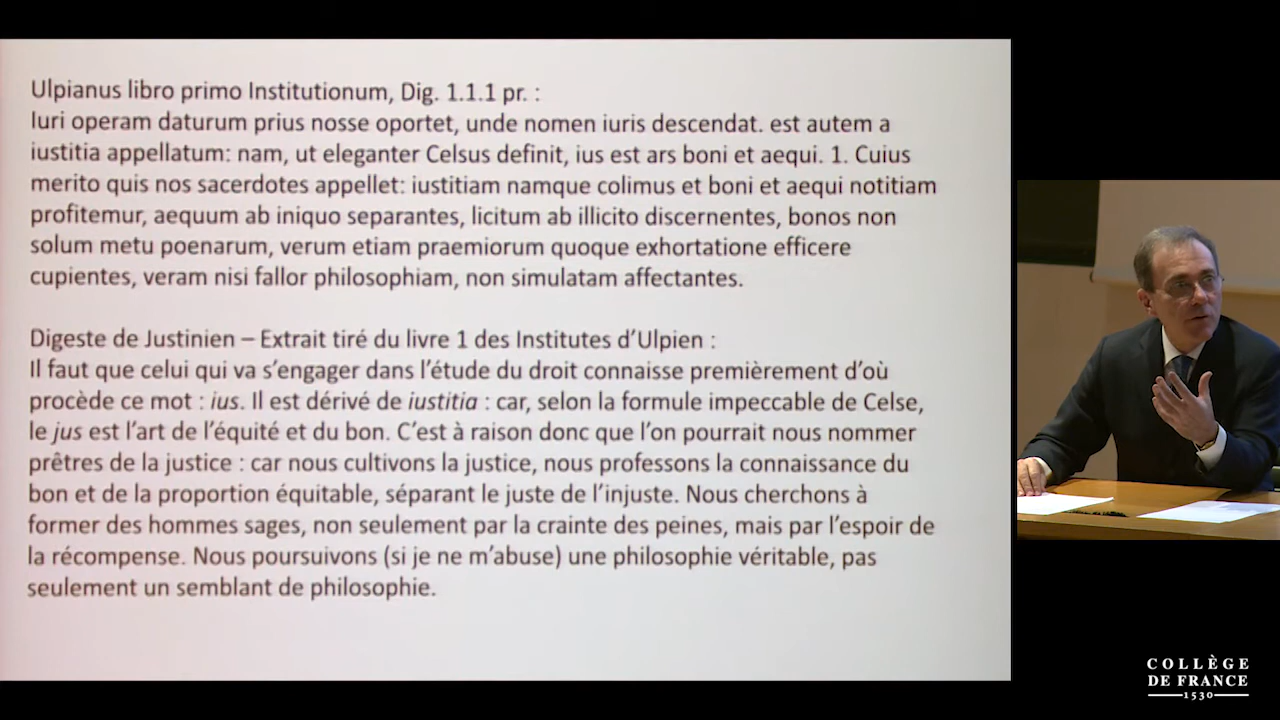 Ulpianus libro primo Institutionum, Dig. 1.1.1 pr. :
Iuri operam daturum prius nosse oportet, unde nomen iuris descendat. est autem a
iustitia appellatum: nam, ut eleganter Celsus definit, ius est ars boni et aequi. 1. Cuius
merito quis nos sacerdotes appellet: iustitiam namque colimus et boni et aequi notitiam
profitemur, aequum ab iniquo separantes, licitum ab illicito discernentes, bonos non
solum metu poenarum, verum etiam praemiorum quoque exhortatione efficere
cupientes, veram nisi fallor philosophiam, non simulatam affectantes.
Digeste de Justinien – Extrait tiré du livre 1 des Institutes d’Ulpien :
Il faut que celui qui va s’engager dans l’étude du droit connaisse premièrement d’où
procède ce mot : ius. Il est dérivé de iustitia : car, selon la formule impeccable de Celse,
le jus est l’art de l’équité et du bon. C’est à raison donc que l’on pourrait nous nommer
prêtres de la justice : car nous cultivons la justice, nous professons la connaissance du
bon et de la proportion équitable, séparant le juste de l’injuste. Nous cherchons à
former des hommes sages, non seulement par la crainte des peines, mais par l’espoir de
la récompense. Nous poursuivons (si je ne m’abuse) une philosophie véritable, pas
seulement un semblant de philosophie.
COLLÈGE
DE FRANCE
1530